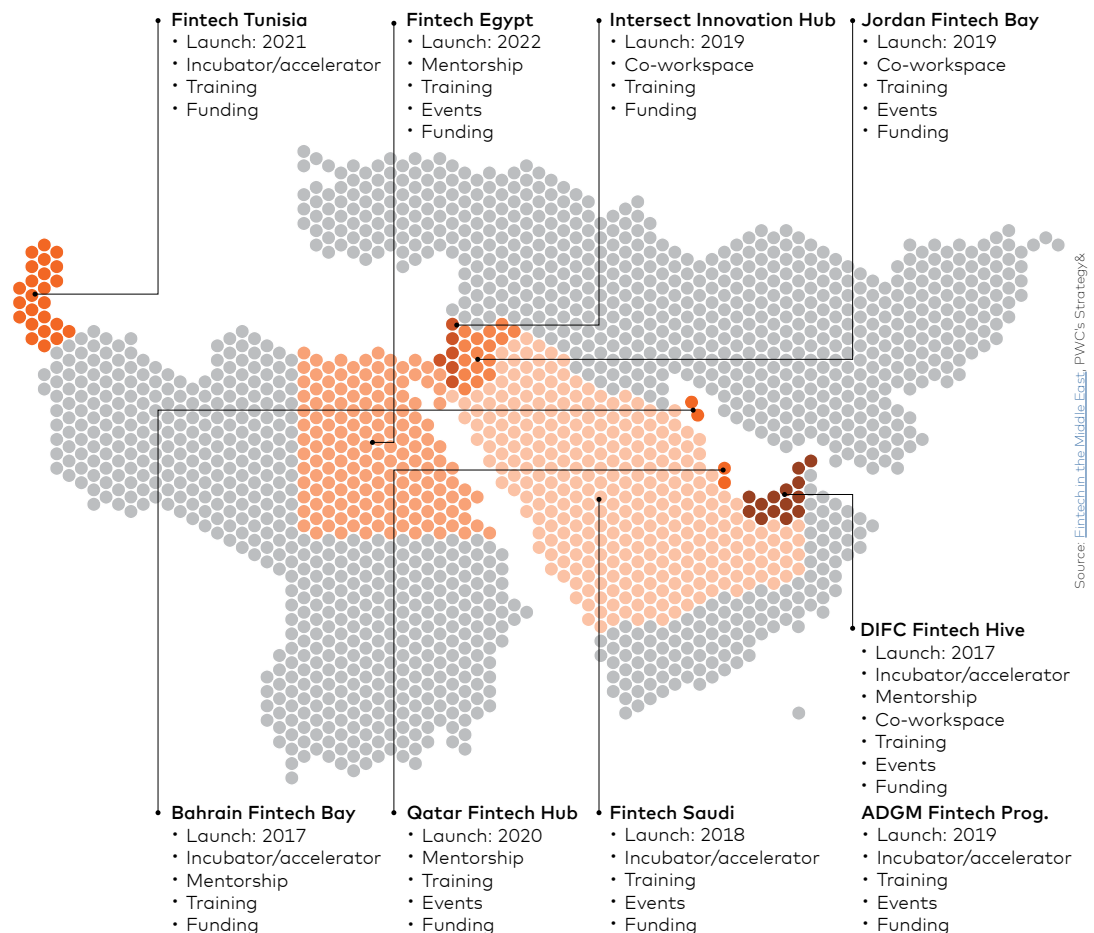 Fintech Tunisia
• Launch: 2021
• Incubator/accelerator
• Training
• Funding
Fintech Egypt
• Launch: 2022
• Mentorship
• Training
• Events
• Funding
Intersect Innovation Hub
• Launch: 2019
• Co-workspace
• Training
• Funding
Jordan Fintech Bay
• Launch: 2019
• Co-workspace
• Training
• Events
• Funding
Source: Fintech in the Middle East, PWC's Strategy&
DIFC Fintech Hive
• Launch: 2017
• Incubator/accelerator
• Mentorship
• Co-workspace
• Training
• Events
• Funding
Bahrain Fintech Bay
• Launch: 2017
• Incubator/accelerator
• Mentorship
• Training
• Funding
Qatar Fintech Hub
• Launch: 2020
• Mentorship
• Training
• Events
• Funding
Fintech Saudi
• Launch: 2018
• Incubator/accelerator
• Training
• Events
• Funding
ADGM Fintech Prog.
• Launch: 2019
• Incubator/accelerator
• Training
• Events
• Funding